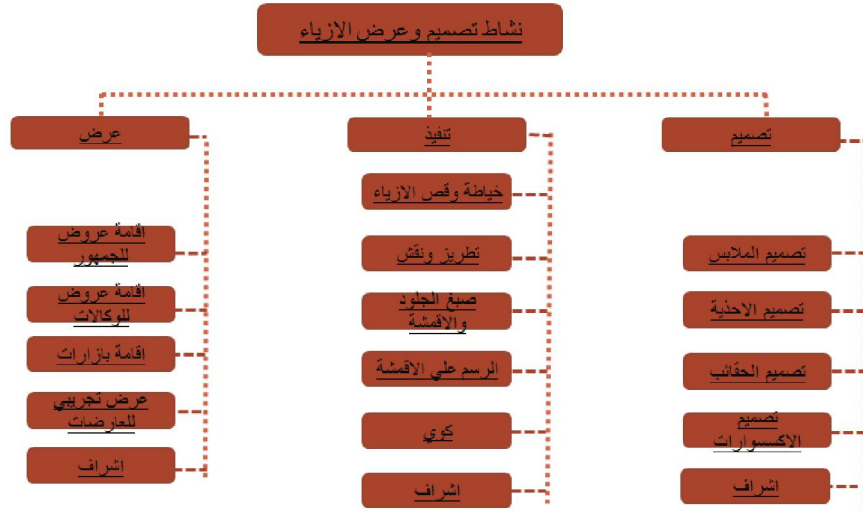 نشاط تصميم وعرض الازياء
تصميم
تصميم الملابس
تصميم الاحذية
تصميم الحقائب
تصميم
الاكسسوارات
اشراف
تنفيذ
خياطة وقص الازياء
تطريز ونقش
صبغ الجلود
والاقمشة
الرسم علي الاقمشة
كوي
اشراف
عرض
اقامة عروض
للجمهور
اقامة عروض
للوكالات
اقامة بازارات
عرض تجريبي
للعارضات
اشراف